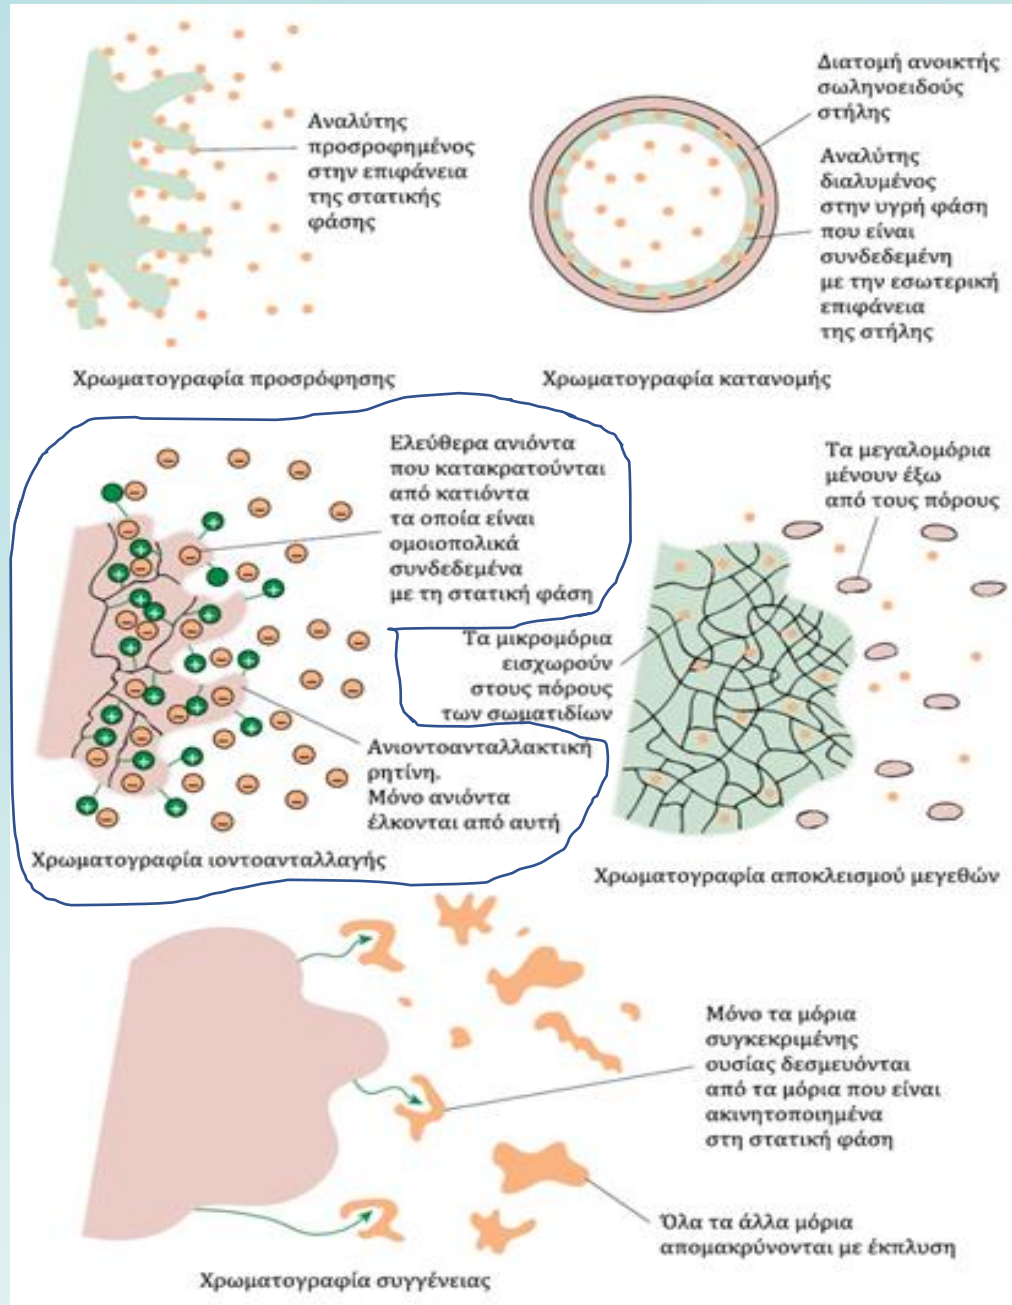 Αναλύτης
προσροφημένος
στην επιφάνεια
της στατικής
φάσης
Χρωματογραφία προσρόφησης
Διατομή ανοικτής
σωληνοειδούς
στήλης
Αναλύτης
διαλυμένος
στην υγρή φάση
που είναι
συνδεδεμένη
με την εσωτερική
επιφάνεια
της στήλης
Χρωματογραφία κατανομής
Ελεύθερα ανιόντα
που κατακρατούνται
από κατιόντα
τα οποία είναι
ομοιοπολικά
συνδεδεμένα
με τη στατική φάση
Ανιοντοανταλλακτική
ρητίνη.
Μόνο ανιόντα
έλκονται από αυτή
Χρωματογραφία ιοντοανταλλαγής
Τα μεγαλομόρια
μένουν έξω
από τους πόρους
Τα μικρομόρια
εισχωρούν
στους πόρους
των σωματιδίων
Χρωματογραφία αποκλεισμού μεγεθών
Μόνο τα μόρια
συγκεκριμένης
ουσίας δεσμευόνται
από τα μόρια που είναι
ακινητοποιημένα
στη στατική φάση
Όλα τα άλλα μόρια
απομακρύνονται με έκπλυση
Χρωματογραφία συγγένειας